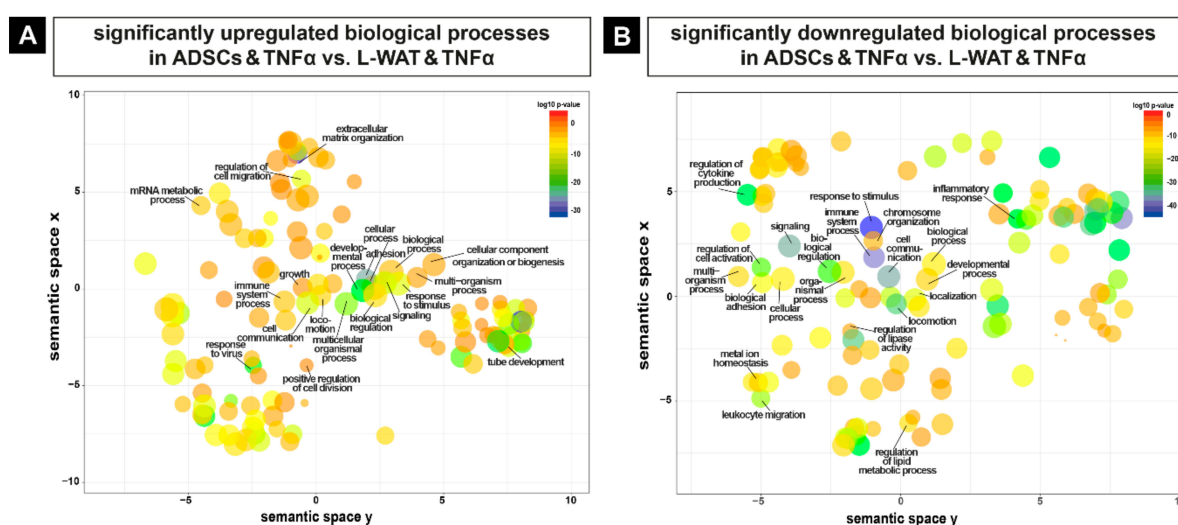 A
significantly upregulated biological processes
in ADSCs & TNFα vs. L-WAT & TNFα
10
5
0
−5
−10
−5
0
5
10
semantic space x
semantic space y
log10 p-value
0
−10
−20
−30
extracellular
matrix organization
regulation of
cell migration
mRNA metabolic
process
cellular
process
adhesion
biological
process
develop-
mental
process
cellular component
organization or biogenesis
growth
multi-organism process
immune
system
process
response
to stimulus
loco-
motion
signaling
cell
communication
biological
regulation
multicellular
organismal
process
response
to virus
tube development
positive regulation
of cell division
B
significantly downregulated biological processes
in ADSCs & TNFα vs. L-WAT & TNFα
5
0
−5
−5
0
5
10
semantic space x
semantic space y
log10 p-value
0
−10
−20
−30
−40
regulation of
cytokine
production
response to stimulus
inflammatory
response
immune
system
process
chromosome
organization
signaling
bio-
logical
regulation
cell
commu-
nication
biological
process
regulation of
cell activation
multi-
organism
process
orga-
nismal
process
developmental
process
biological
adhesion
cellular
process
localization
locomotion
regulation
of lipase
activity
metal ion
homeostasis
leukocyte migration
regulation
of lipid
metabolic process